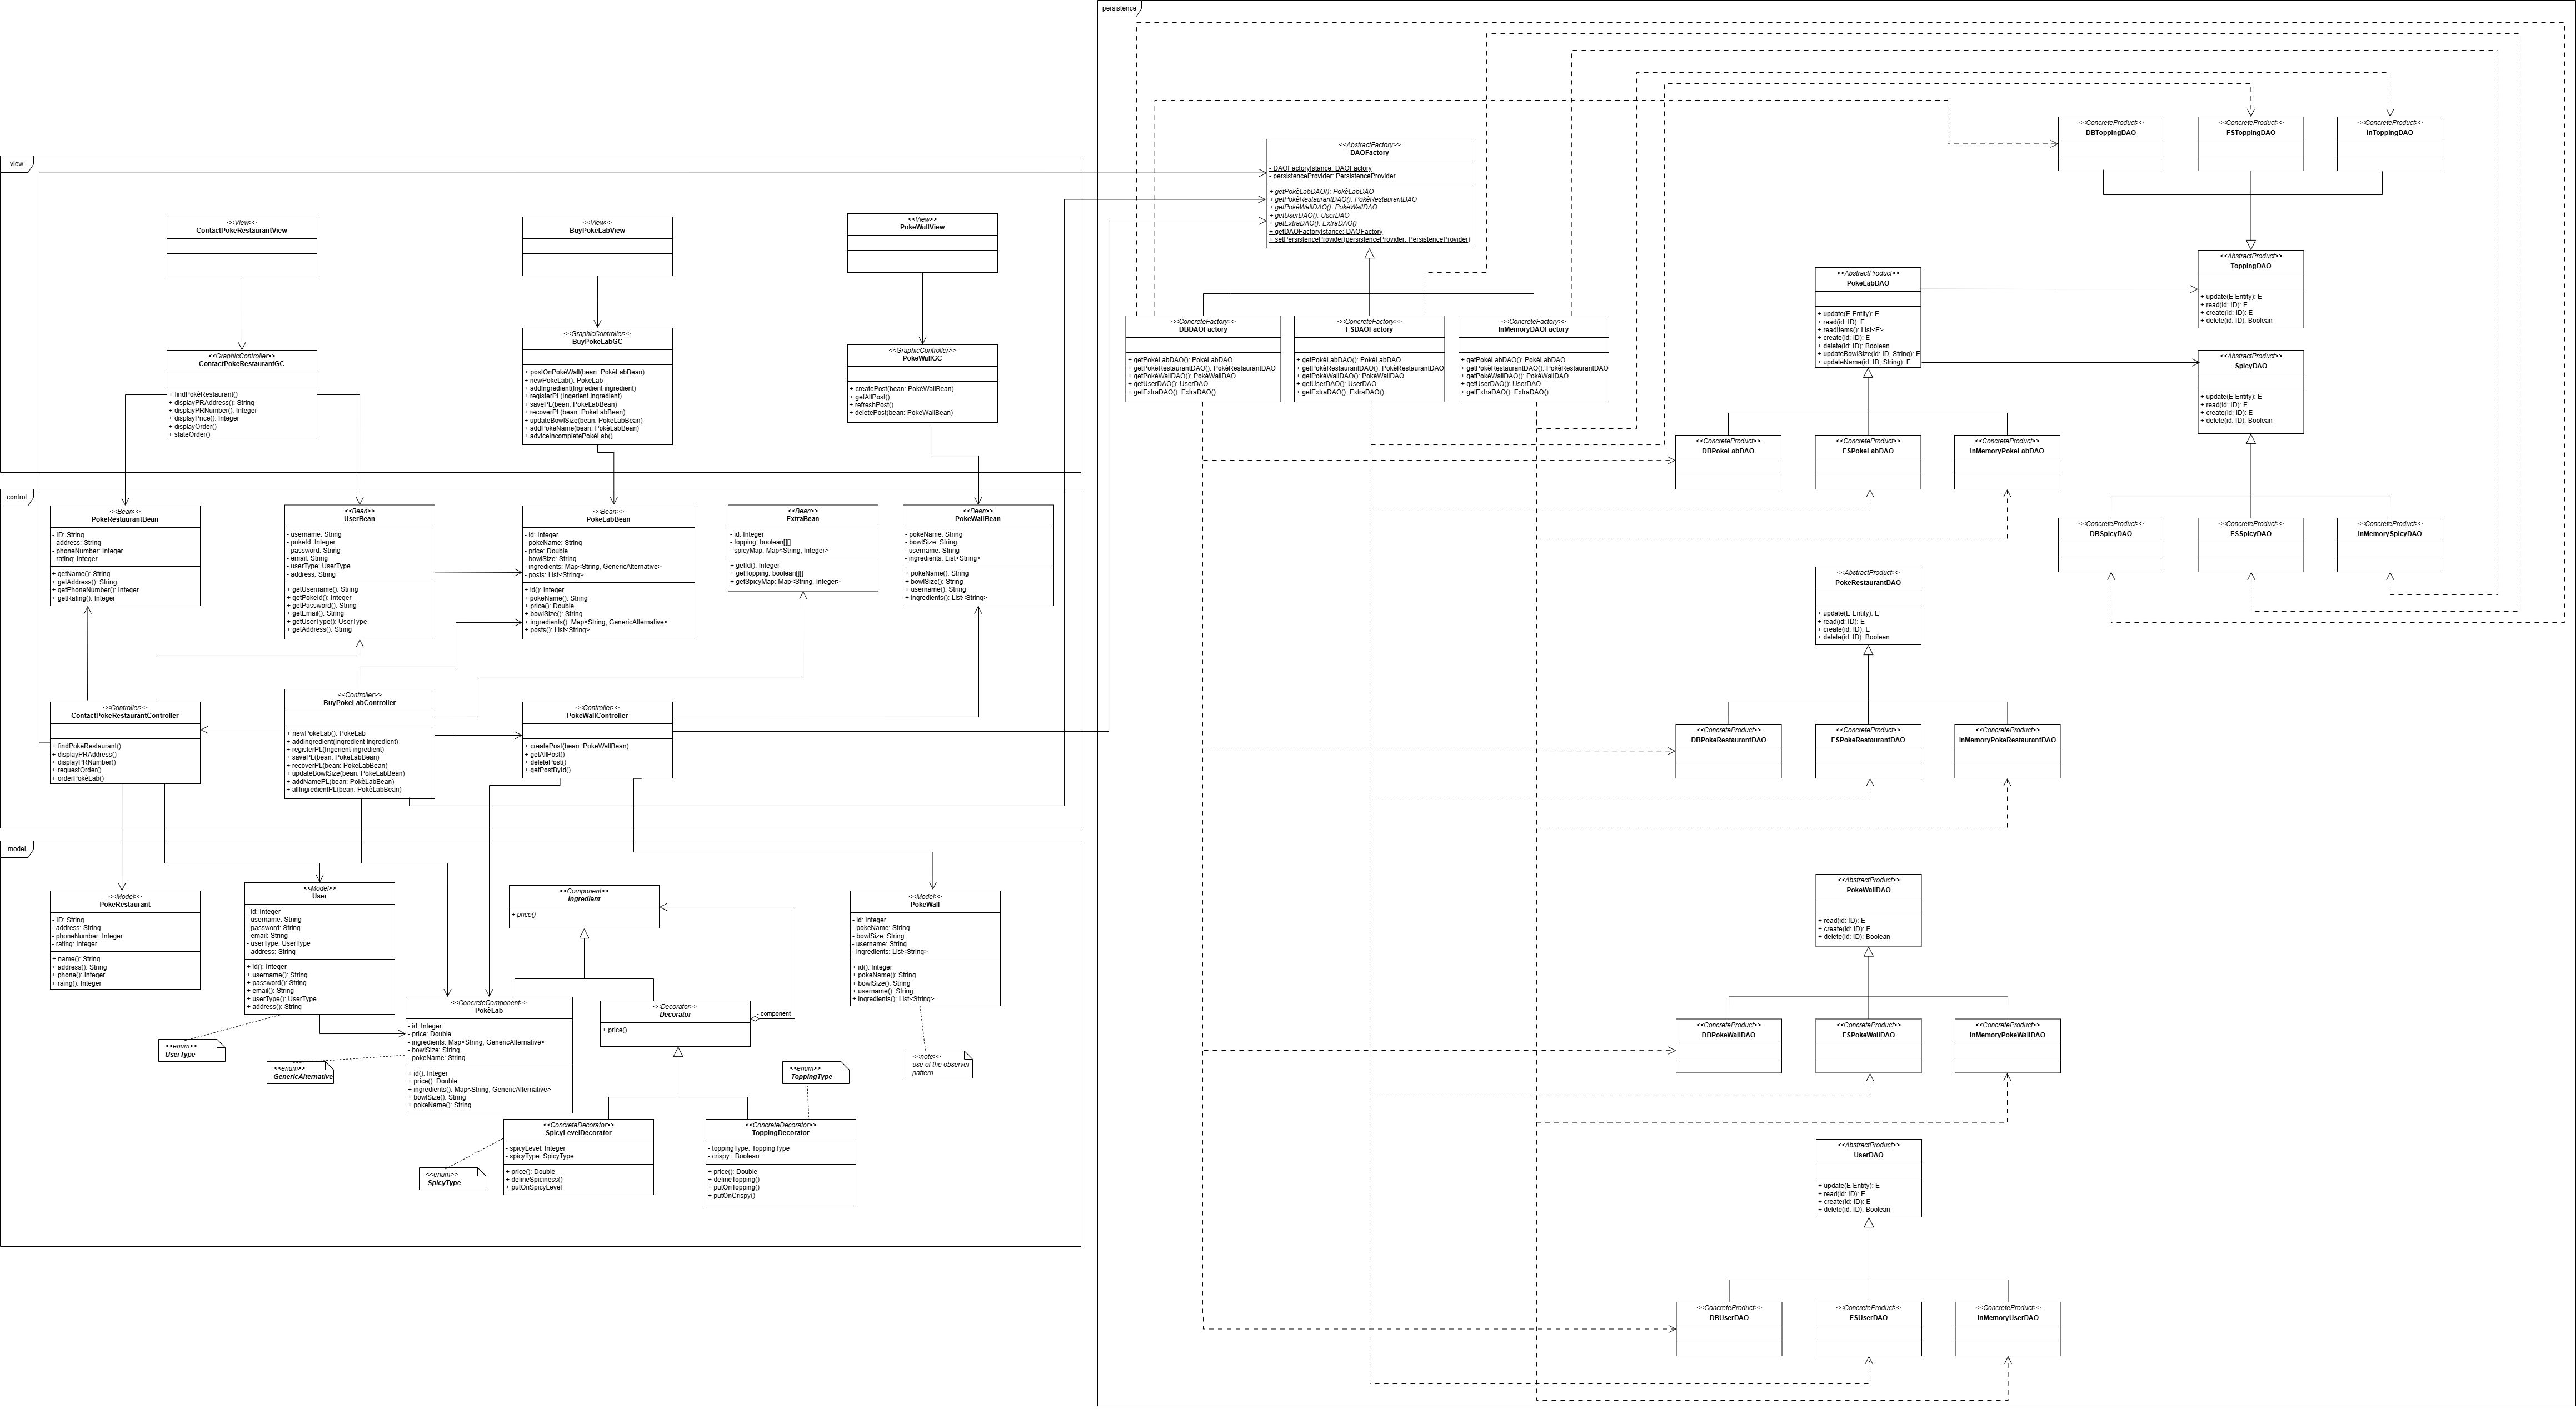 view
<<View>>
ContactPokeRestaurantView
<<View>>
BuyPokeLabView
<<View>>
PokeWallView
<<GraphicController>>
ContactPokeRestaurantGC
+ findPokèRestaurant()
+ displayPRAddress(): String
+ displayPRNumber(): Integer
+ displayPrice(): Integer
+ displayOrder()
+ stateOrder()
<<GraphicController>>
BuyPokeLabGC
+ postOnPokèWall(bean: PokèLabBean)
+ newPokeLab(): PokeLab
+ addIngredient(Ingredient ingredient)
+ registerPL(Ingerient ingredient)
+ savePL(bean: PokeLabBean)
+ recoverPL(bean: PokeLabBean)
+ updateBowlSize(bean: PokeLabBean)
+ addPokeName(bean: PokèLabBean)
+ adviceIncompletePokèLab()
<<GraphicController>>
PokeWallGC
+ createPost(bean: PokèWallBean)
+ getAllPost()
+ refreshPost()
+ deletePost(bean: PokeWallBean)
control
<<Bean>>
PokeRestaurantBean
- ID: String
- address: String
- phoneNumber: Integer
- rating: Integer
+ getName(): String
+ getAddress(): String
+ getPhoneNumber(): Integer
+ getRating(): Integer
<<Bean>>
UserBean
- username: String
- pokeId: Integer
- password: String
- email: String
- userType: UserType
- address: String
+ getUsername(): String
+ getPokeId(): Integer
+ getPassword(): String
+ getEmail(): String
+ getUserType(): UserType
+ getAddress(): String
<<Bean>>
PokeLabBean
- id: Integer
- pokeName: String
- price: Double
- bowlSize: String
- ingredients: Map<String, GenericAlternative>
- posts: List<String>
+ id(): Integer
+ pokeName(): String
+ price(): Double
+ bowlSize(): String
+ ingredients(): Map<String, GenericAlternative>
+ posts(): List<String>
<<Bean>>
ExtraBean
- id: Integer
- topping: boolean[][]
- spicyMap: Map<String, Integer>
+ getId(): Integer
+ getTopping: boolean[][]
+ getSpicyMap: Map<String, Integer>
<<Bean>>
PokeWallBean
- pokeName: String
- bowlSize: String
- username: String
- ingredients: List<String>
+ pokeName(): String
+ bowlSize(): String
+ username(): String
+ ingredients(): List<String>
<<Controller>>
ContactPokeRestaurantController
+ findPokèRestaurant()
+ displayPRAddress()
+ displayPRNumber()
+ requestOrder()
+ orderPokèLab()
<<Controller>>
BuyPokeLabController
+ newPokeLab(): PokeLab
+ addIngredient(Ingredient ingredient)
+ registerPL(Ingerient ingredient)
+ savePL(bean: PokeLabBean)
+ recoverPL(bean: PokeLabBean)
+ updateBowlSize(bean: PokeLabBean)
+ addNamePL(bean: PokèLabBean)
+ allIngredientPL(bean: PokèLabBean)
<<Controller>>
PokeWallController
+ createPost(bean: PokeWallBean)
+ getAllPost()
+ deletePost()
+ getPostById()
model
<<Model>>
PokeRestaurant
- ID: String
- address: String
- phoneNumber: Integer
- rating: Integer
+ name(): String
+ address(): String
+ phone(): Integer
+ raing(): Integer
<<Model>>
User
- id: Integer
- username: String
- password: String
- email: String
- userType: UserType
- address: String
+ id(): Integer
+ username(): String
+ password(): String
+ email(): String
+ userType(): UserType
+ address(): String
<<enum>>
UserType
<<enum>>
GenericAlternative
<<Component>>
Ingredient
+ price()
<<ConcreteComponent>>
PokèLab
- id: Integer
- price: Double
- ingredients: Map<String, GenericAlternative>
- bowlSize: String
- pokeName: String
+ id(): Integer
+ price(): Double
+ ingredients(): Map<String, GenericAlternative>
+ bowlSize(): String
+ pokeName(): String
<<Decorator>>
Decorator
+ price()
- component
<<enum>>
ToppingType
<<ConcreteDecorator>>
SpicyLevelDecorator
- spicyLevel: Integer
- spicyType: SpicyType
+ price(): Double
+ defineSpiciness()
+ putOnSpicyLevel
<<enum>>
SpicyType
<<ConcreteDecorator>>
ToppingDecorator
- toppingType: ToppingType
- crispy : Boolean
+ price(): Double
+ defineTopping()
+ putOnTopping()
+ putOnCrispy()
<<Model>>
PokeWall
- id: Integer
- pokeName: String
- bowlSize: String
- username: String
- ingredients: List<String>
+ id(): Integer
+ pokeName(): String
+ bowlSize(): String
+ username(): String
+ ingredients(): List<String>
<<note>>
use of the observer
pattern
persistence
<<AbstractFactory>>
DAOFactory
- DAOFactoryIstance: DAOFactory
- persistenceProvider: PersistenceProvider
+ getPokèLabDAO(): PokèLabDAO
+ getPokèRestaurantDAO(): PokèRestaurantDAO
+ getPokèWallDAO(): PokèWallDAO
+ getUserDAO(): UserDAO
+ getExtraDAO(): ExtraDAO()
+ getDAOFactoryIstance: DAOFactory
+ setPersistenceProvider(persistenceProvider: PersistenceProvider)
<<ConcreteFactory>>
DBDAOFactory
+ getPokèLabDAO(): PokèLabDAO
+ getPokèRestaurantDAO(): PokèRestaurantDAO
+ getPokèWallDAO(): PokèWallDAO
+ getUserDAO(): UserDAO
+ getExtraDAO(): ExtraDAO()
<<ConcreteFactory>>
FSDAOFactory
+ getPokèLabDAO(): PokèLabDAO
+ getPokèRestaurantDAO(): PokèRestaurantDAO
+ getPokèWallDAO(): PokèWallDAO
+ getUserDAO(): UserDAO
+ getExtraDAO(): ExtraDAO()
<<ConcreteFactory>>
InMemoryDAOFactory
+ getPokèLabDAO(): PokèLabDAO
+ getPokèRestaurantDAO(): PokèRestaurantDAO
+ getPokèWallDAO(): PokèWallDAO
+ getUserDAO(): UserDAO
+ getExtraDAO(): ExtraDAO()
<<ConcreteProduct>>
DBToppingDAO
<<ConcreteProduct>>
FSToppingDAO
<<ConcreteProduct>>
InToppingDAO
<<AbstractProduct>>
ToppingDAO
+ update(E Entity): E
+ read(id: ID): E
+ create(id: ID): E
+ delete(id: ID): Boolean
<<AbstractProduct>>
PokeLabDAO
+ update(E Entity): E
+ read(id: ID): E
+ readItems(): List<E>
+ create(id: ID): E
+ delete(id: ID): Boolean
+ updateBowlSize(id: ID, String): E
+ updateName(id: ID, String): E
<<AbstractProduct>>
SpicyDAO
+ update(E Entity): E
+ read(id: ID): E
+ create(id: ID): E
+ delete(id: ID): Boolean
<<ConcreteProduct>>
DBPokeLabDAO
<<ConcreteProduct>>
FSPokeLabDAO
<<ConcreteProduct>>
InMemoryPokeLabDAO
<<ConcreteProduct>>
DBSpicyDAO
<<ConcreteProduct>>
FSSpicyDAO
<<ConcreteProduct>>
InMemorySpicyDAO
<<AbstractProduct>>
PokeRestaurantDAO
+ update(E Entity): E
+ read(id: ID): E
+ create(id: ID): E
+ delete(id: ID): Boolean
<<ConcreteProduct>>
DBPokeRestaurantDAO
<<ConcreteProduct>>
FSPokeRestaurantDAO
<<ConcreteProduct>>
InMemoryPokeRestaurantDAO
<<AbstractProduct>>
PokeWallDAO
+ read(id: ID): E
+ create(id: ID): E
+ delete(id: ID): Boolean
<<ConcreteProduct>>
DBPokeWallDAO
<<ConcreteProduct>>
FSPokeWallDAO
<<ConcreteProduct>>
InMemoryPokeWallDAO
<<AbstractProduct>>
UserDAO
+ update(E Entity): E
+ read(id: ID): E
+ create(id: ID): E
+ delete(id: ID): Boolean
<<ConcreteProduct>>
DBUserDAO
<<ConcreteProduct>>
FSUserDAO
<<ConcreteProduct>>
InMemoryUserDAO